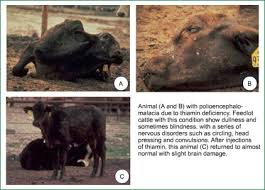 A
B
C
Animal (A and B) with polioencephalo-
malacia due to thiamin deficiency. Feedlot
cattle with this condition show dullness and
sometimes blindness, with a series of
nervous disorders such as circling, head
pressing and convulsions. After injections
of thiamin, this animal (C) returned to almost
normal with slight brain damage.